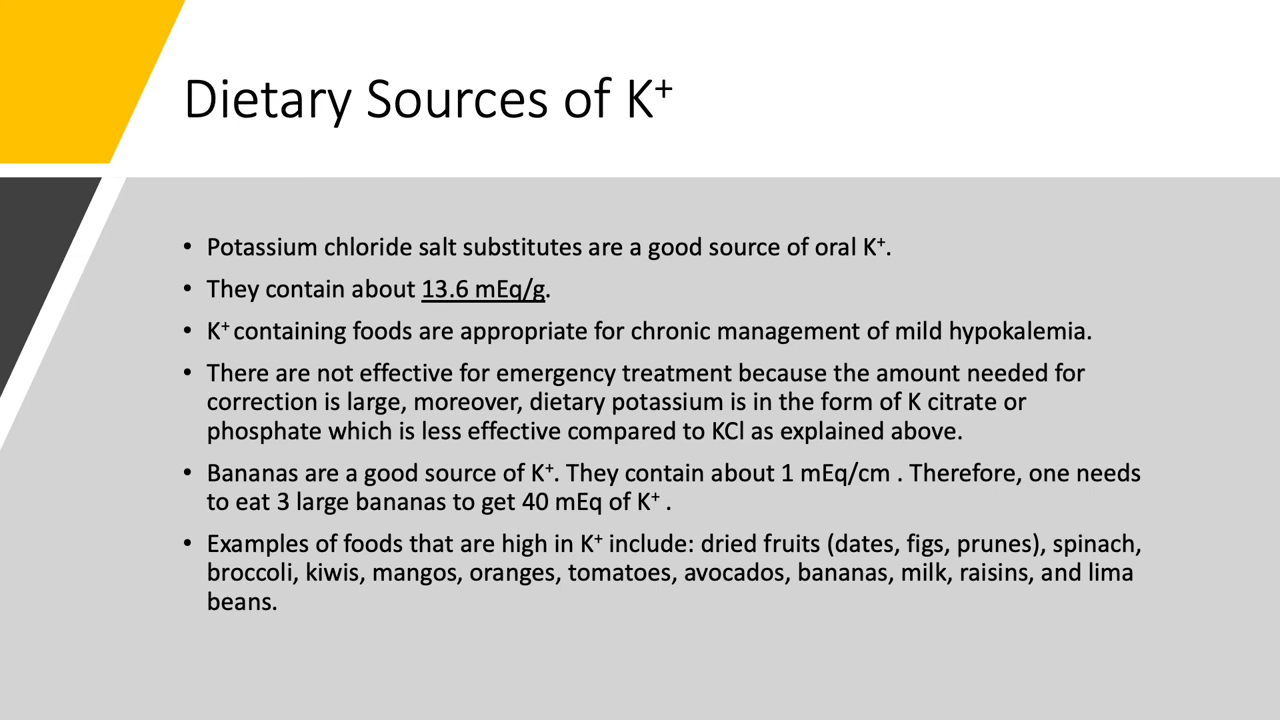 Dietary Sources of K⁺
• Potassium chloride salt substitutes are a good source of oral K⁺.
• They contain about 13.6 mEq/g.
• K⁺ containing foods are appropriate for chronic management of mild hypokalemia.
• There are not effective for emergency treatment because the amount needed for
correction is large, moreover, dietary potassium is in the form of K citrate or
phosphate which is less effective compared to KCl as explained above.
• Bananas are a good source of K⁺. They contain about 1 mEq/cm . Therefore, one needs
to eat 3 large bananas to get 40 mEq of K⁺ .
• Examples of foods that are high in K⁺ include: dried fruits (dates, figs, prunes), spinach,
broccoli, kiwis, mangos, oranges, tomatoes, avocados, bananas, milk, raisins, and lima
beans.